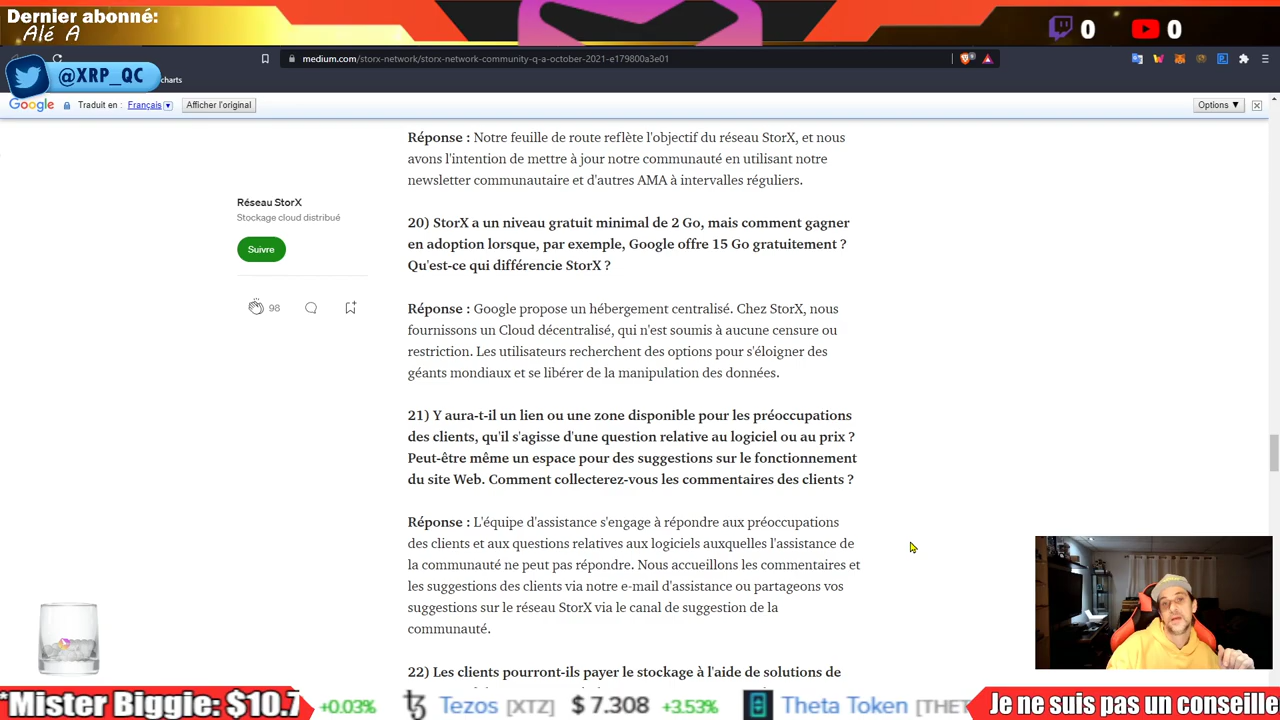 Dernier abonné:
Alé A
0
0
@XRP_QC
charts
medium.com/storx-network/storx-network-community-q-a-october-2021-e179800a3e01
Google Traduit en : Français Afficher l'original
Options ▼
Réponse : Notre feuille de route reflète l'objectif du réseau StorX, et nous
avons l'intention de mettre à jour notre communauté en utilisant notre
newsletter communautaire et d'autres AMA à intervalles réguliers.
Réseau StorX
Stockage cloud distribué
Suivre
98
20) StorX a un niveau gratuit minimal de 2 Go, mais comment gagner
en adoption lorsque, par exemple, Google offre 15 Go gratuitement ?
Qu'est-ce qui différencie StorX ?
Réponse : Google propose un hébergement centralisé. Chez StorX, nous
fournissons un Cloud décentralisé, qui n'est soumis à aucune censure ou
restriction. Les utilisateurs recherchent des options pour s'éloigner des
géants mondiaux et se libérer de la manipulation des données.
21) Y aura-t-il un lien ou une zone disponible pour les préoccupations
des clients, qu'il s'agisse d'une question relative au logiciel ou au prix ?
Peut-être même un espace pour des suggestions sur le fonctionnement
du site Web. Comment collecterez-vous les commentaires des clients ?
Réponse : L'équipe d'assistance s'engage à répondre aux préoccupations
des clients et aux questions relatives aux logiciels auxquelles l'assistance de
la communauté ne peut pas répondre. Nous accueillons les commentaires et
les suggestions des clients via notre e-mail d'assistance ou partageons vos
suggestions sur le réseau StorX via le canal de suggestion de la
communauté.
22) Les clients pourront-ils payer le stockage à l'aide de solutions de
*Mister Biggie: $10.7
+0.03% Tezos [XTZ] $ 7.308 +3.53% Theta Token [THET
Je ne suis pas un conseille